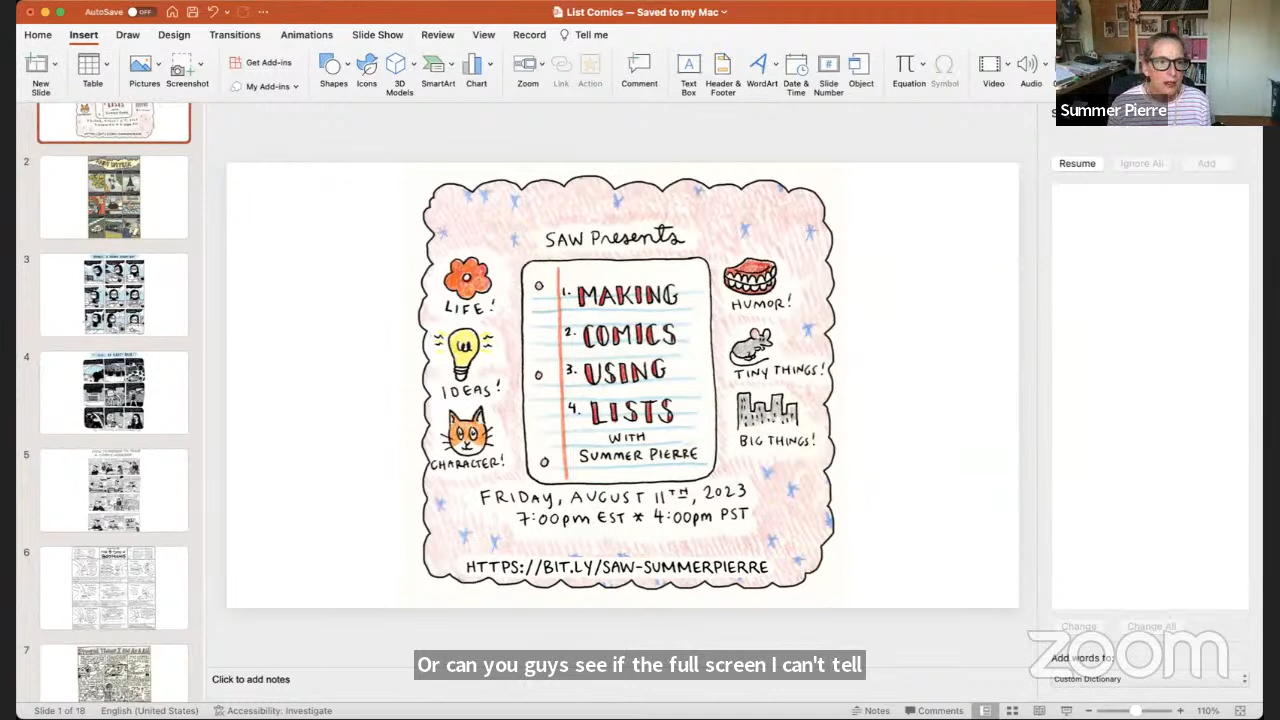 AutoSave OFF
List Comics — Saved to my Mac
Home Insert Draw Design Transitions Animations Slide Show Review View Record Tell me
New Slide
Table
Pictures
Screenshot
Get Add-ins
My Add-ins
Shapes
Icons
3D Models
SmartArt
Chart
Zoom
Link
Action
Comment
Text Box
Header & Footer
WordArt
Date & Time
Slide Number
Object
Equation
Symbol
Video
Audio
Summer Pierre
Resume Ignore All Add
2
3
4
5
6
7
SAW Presents
1. MAKING
2. COMICS
3. USING
4. LISTS
WITH
SUMMER PIERRE
LIFE!
IDEAS!
CHARACTER!
HUMOR!
TINY THINGS!
BIG THINGS!
FRIDAY, AUGUST 11TH, 2023
7:00pm EST * 4:00pm PST
HTTPS://BIT.LY/SAW-SUMMERPIERRE
Change Change All
Add words to:
Custom Dictionary
zoom
Or can you guys see if the full screen I can't tell
Click to add notes
Slide 1 of 18 English (United States) Accessibility: Investigate Notes Comments 110%